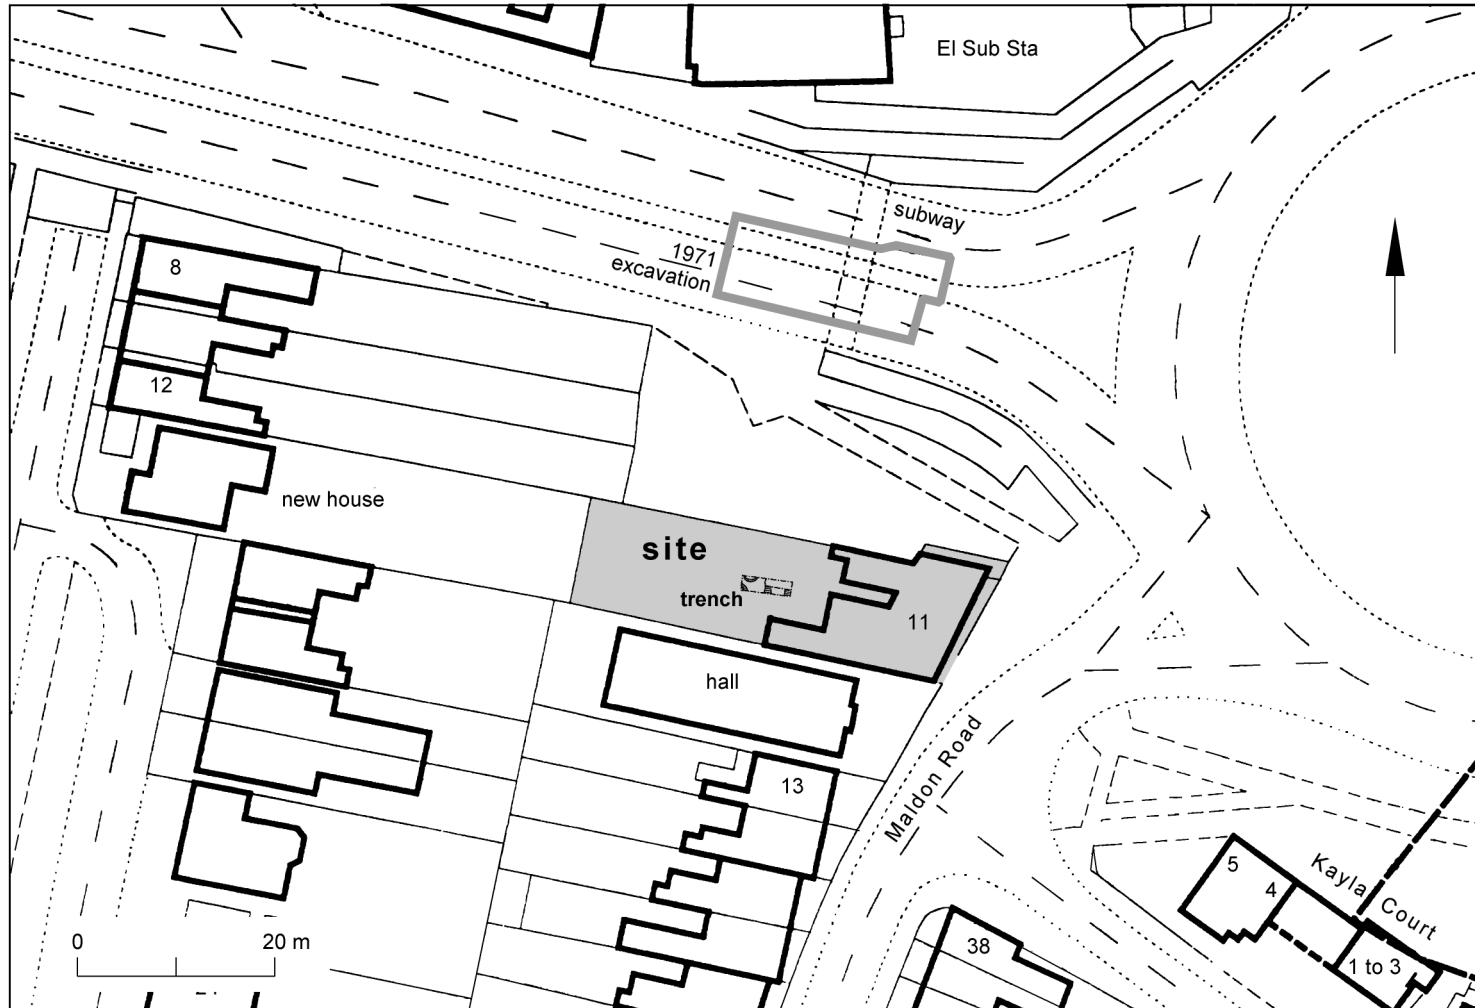 El Sub Sta
subway
1971
excavation
8
12
new house
site
trench
11
hall
13
Maldon Road
5
4
Kayla
Court
1 to 3
38
0
20 m